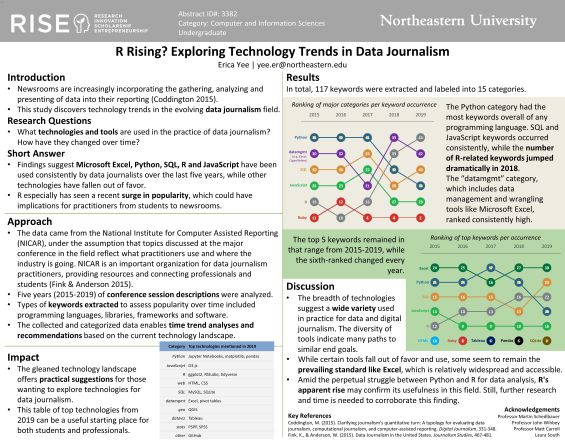 RISE
RESEARCH
INNOVATION
SCHOLARSHIP
ENTREPRENEURSHIP
Abstract ID#: 3382
Category: Computer and Information Sciences
Undergraduate
Northeastern University
R Rising? Exploring Technology Trends in Data Journalism
Erica Yee | yee.er@northeastern.edu
Introduction
• Newsrooms are increasingly incorporating the gathering, analyzing and
presenting of data into their reporting (Coddington 2015).
• This study discovers technology trends in the evolving data journalism field.
Research Questions
• What technologies and tools are used in the practice of data journalism?
How have they changed over time?
Short Answer
• Findings suggest Microsoft Excel, Python, SQL, R and JavaScript have been
used consistently by data journalists over the last five years, while other
technologies have fallen out of favor.
• R especially has seen a recent surge in popularity, which could have
implications for practitioners from students to newsrooms.
Approach
• The data came from the National Institute for Computer Assisted Reporting
(NICAR), under the assumption that topics discussed at the major
conference in the field reflect what practitioners use and where the
industry is going. NICAR is an important organization for data journalism
practitioners, providing resources and connecting professionals and
students (Fink & Anderson 2015).
• Five years (2015-2019) of conference session descriptions were analyzed.
• Types of keywords extracted to assess popularity over time included
programming languages, libraries, frameworks and software.
• The collected and categorized data enables time trend analyses and
recommendations based on the current technology landscape.
Impact
• The gleaned technology
landscape offers
practical suggestions for those
wanting to explore
technologies for data
journalism.
• This table of top
technologies from
2019 can be a useful starting place for
both students and professionals.
Category Top technologies mentioned in 2019
Python Jupyter Notebooks, matplotlib, pandas
JavaScript D3.js
R ggplot2, RStudio, tidyverse
web HTML, CSS
SQL MySQL, SQLite
datamgmt Excel, pivot tables
geo QGIS
dataviz Tableau
stats PSPP, SPSS
other GitHub
Results
In total, 117 keywords were extracted and labeled into 15 categories.
Ranking of major categories per keyword occurrence
2015 2016 2017 2018 2019
Python
datamgmt
SQL
JavaScript
R
Ruby
The Python category had the
most keywords overall of any
programming language. SQL and
JavaScript keywords occurred
consistently, while the number
of R-related keywords jumped
dramatically in 2018.
The "datamgmt" category,
which includes data
management and wrangling
tools like Microsoft Excel,
ranked consistently high.
The top 5 keywords remained in
that range from 2015-2019, while
the sixth-ranked changed every
year.
Ranking of top keywords per occurrence
2015 2016 2017 2018 2019
Excel
Python
SQL
R
HTML
Tableau
Pandas
Discussion
• The breadth of technologies
suggest a wide variety used
in practice for data and digital
journalism. The diversity of
tools indicate many paths to
similar end goals.
• While certain tools fall out of favor and use, some seem to remain the
prevailing standard like Excel, which is relatively widespread and accessible.
• Amid the perpetual struggle between Python and R for data analysis, R's
apparent rise may confirm its usefulness in this field. Still, further research
and time is needed to corroborate this finding.
Key References
Coddington, M. (2015). Clarifying journalism's quantitative turn: A typology for evaluating data
journalism, computational journalism, and computer-assisted reporting. Digital Journalism, 331-348.
Fink, K., & Anderson, C. W. (2015). Data Journalism in the United States. Journalism Studies, 467-481.
Acknowledgements
Professor Martin Schedlbauer
Professor John Wihbey
Professor Matt Carroll
Laura South